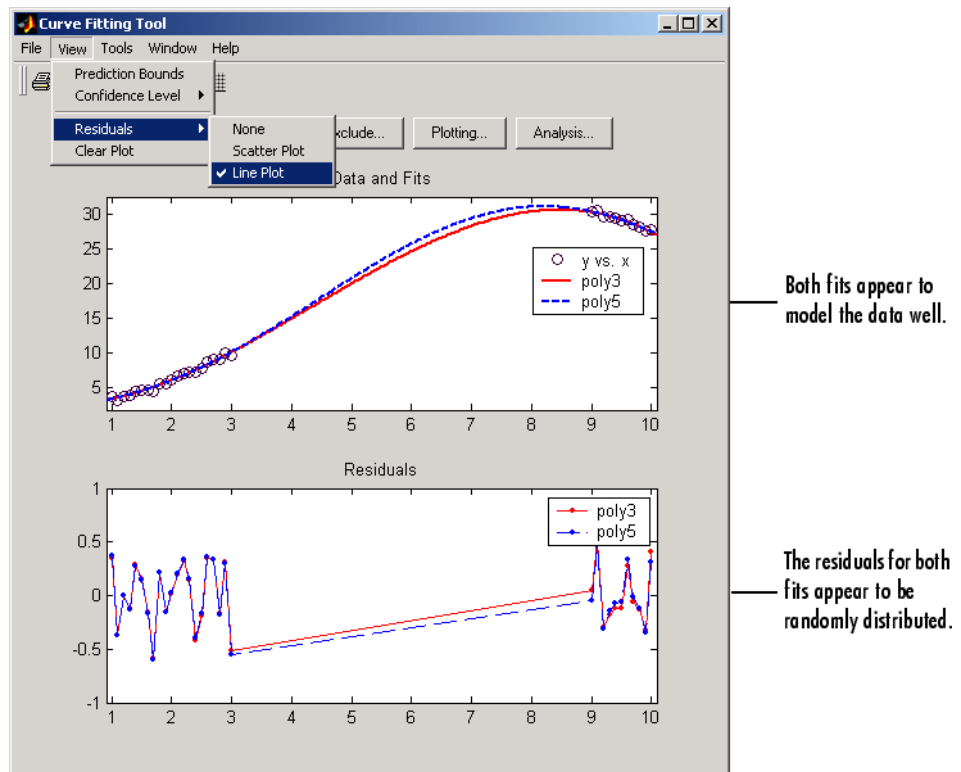 Curve Fitting Tool
File View Tools Window Help
Prediction Bounds
Confidence Level
Residuals
Clear Plot
None
Scatter Plot
Line Plot
xclude...
Plotting...
Analysis...
Data and Fits
30
25
20
15
10
5
y vs. x
poly3
poly5
1 2 3 4 5 6 7 8 9 10
Both fits appear to
model the data well.
Residuals
1
0.5
0
-0.5
-1
poly3
poly5
1 2 3 4 5 6 7 8 9 10
The residuals for both
fits appear to be
randomly distributed.